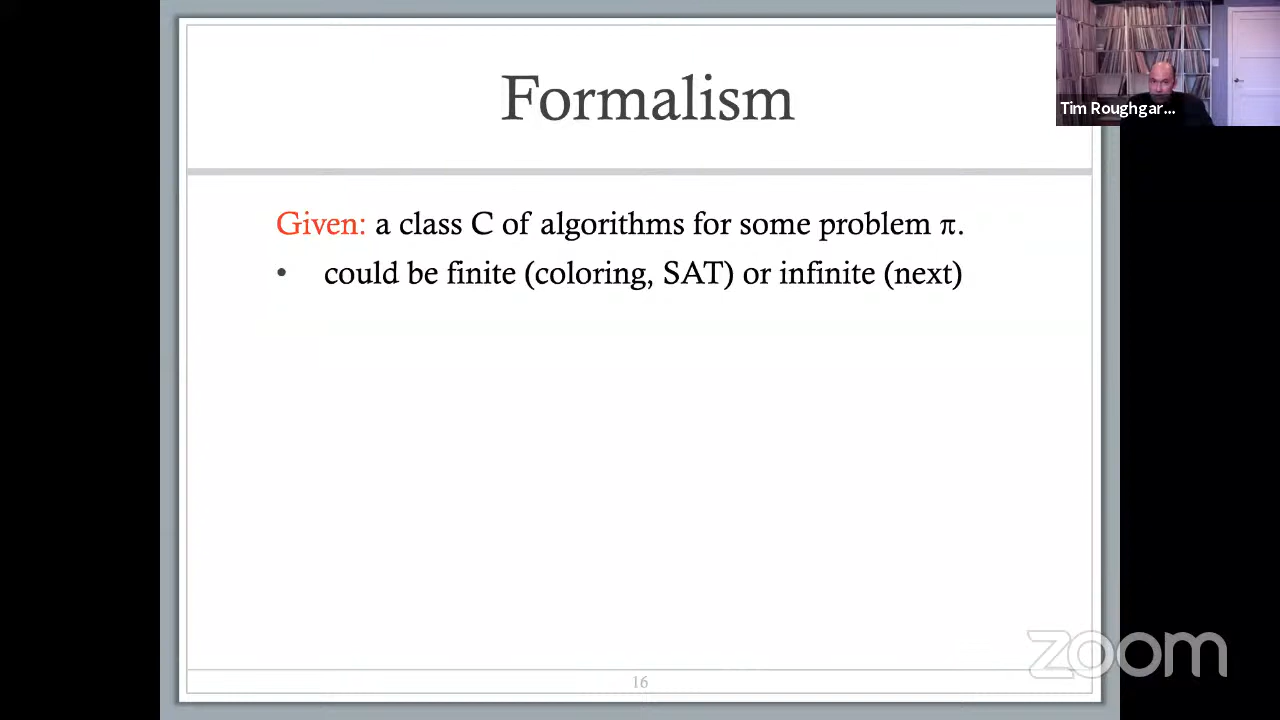 Formalism
Tim Roughgar...
Given: a class C of algorithms for some problem π.
• could be finite (coloring, SAT) or infinite (next)
zoom
16